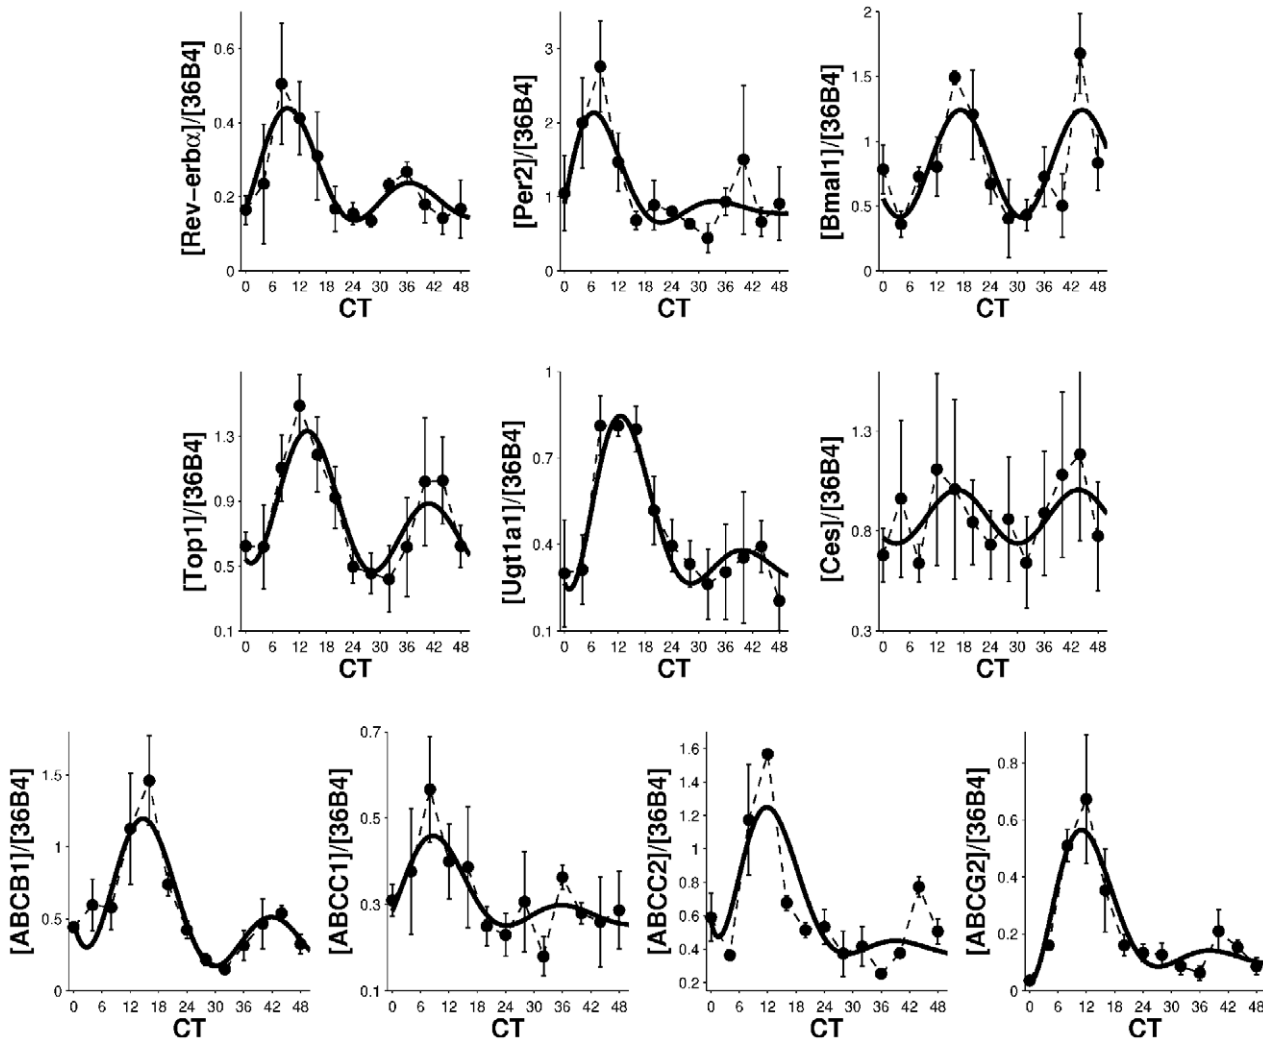 [Rev-erbα]/[36B4]
0.6
0.4
0.2
0
0 6 12 18 24 30 36 42 48
CT
[Per2]/[36B4]
3
2
1
0
0 6 12 18 24 30 36 42 48
CT
[Bmal1]/[36B4]
2
1.5
1
0.5
0
0 6 12 18 24 30 36 42 48
CT
[Top1]/[36B4]
1.3
0.9
0.5
0.1
0 6 12 18 24 30 36 42 48
CT
[Ugt1a1]/[36B4]
1
0.7
0.4
0.1
0 6 12 18 24 30 36 42 48
CT
[Ces]/[36B4]
1.3
0.8
0.3
0 6 12 18 24 30 36 42 48
CT
[ABCB1]/[36B4]
1.5
1
0.5
0
0 6 12 18 24 30 36 42 48
CT
[ABCC1]/[36B4]
0.7
0.5
0.3
0.1
0 6 12 18 24 30 36 42 48
CT
[ABCC2]/[36B4]
1.6
1.4
1.2
1
0.8
0.6
0.4
0.2
0 6 12 18 24 30 36 42 48
CT
[ABCG2]/[36B4]
0.8
0.6
0.4
0.2
0
0 6 12 18 24 30 36 42 48
CT